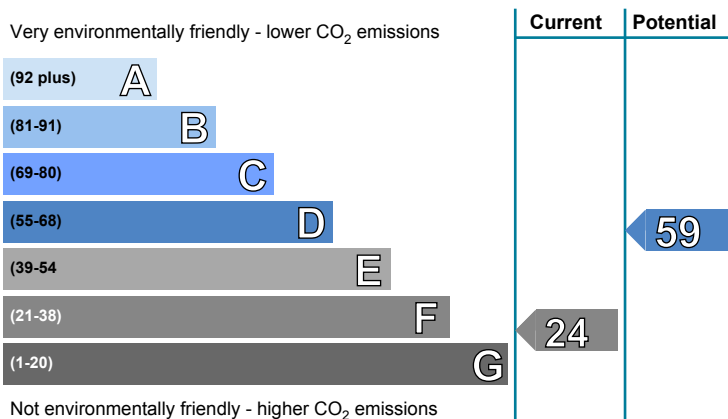 Current Potential
Very environmentally friendly - lower CO2 emissions
(92 plus) A
(81-91) B
(69-80) C
(55-68) D
59
(39-54 E
(21-38) F
24
(1-20) G
Not environmentally friendly - higher CO2 emissions